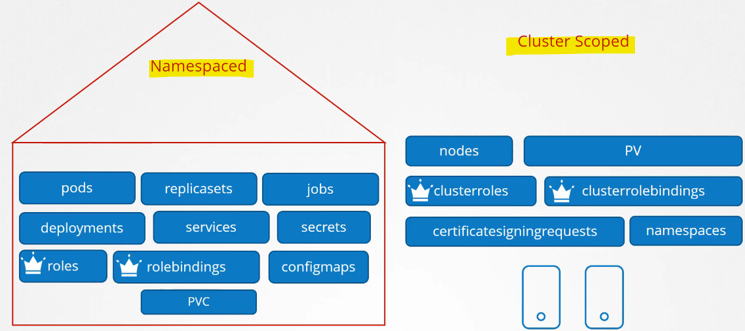 Namespaced
Cluster Scoped
pods
replicasets
jobs
deployments
services
secrets
roles
rolebindings
configmaps
PVC
nodes
PV
clusterroles
clusterrolebindings
certificatesigningrequests
namespaces